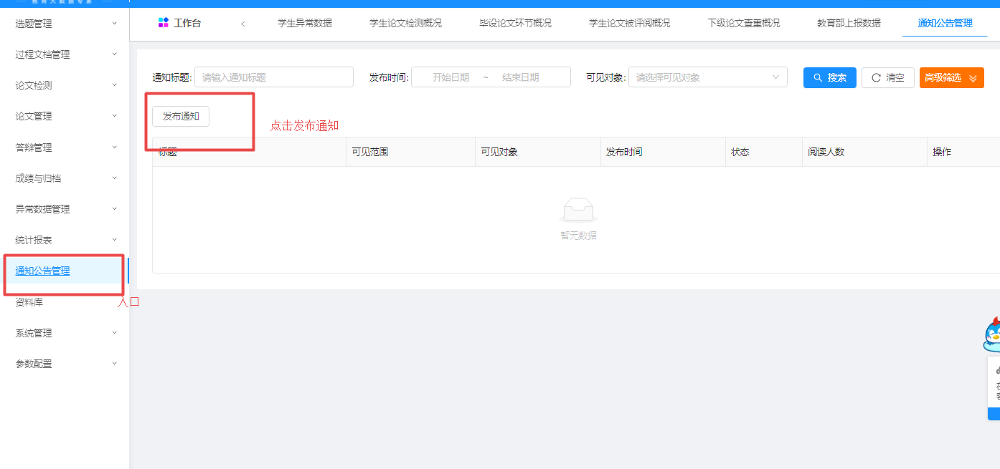 教育大数据专家
选题管理
过程文档管理
论文检测
论文管理
答辩管理
成绩与归档
异常数据管理
统计报表
通知公告管理
资料库
入口
系统管理
参数配置
工作台
学生异常数据
学生论文检测概况
毕设论文环节概况
学生论文被评阅概况
下级论文查重概况
教育部上报数据
通知公告管理
通知标题: 请输入通知标题
发布时间: 开始日期 ~ 结束日期
可见对象: 请选择可见对象
搜索
清空
高级筛选
发布通知
点击发布通知
标题 可见范围 可见对象 发布时间 状态 阅读人数 操作
暂无数据